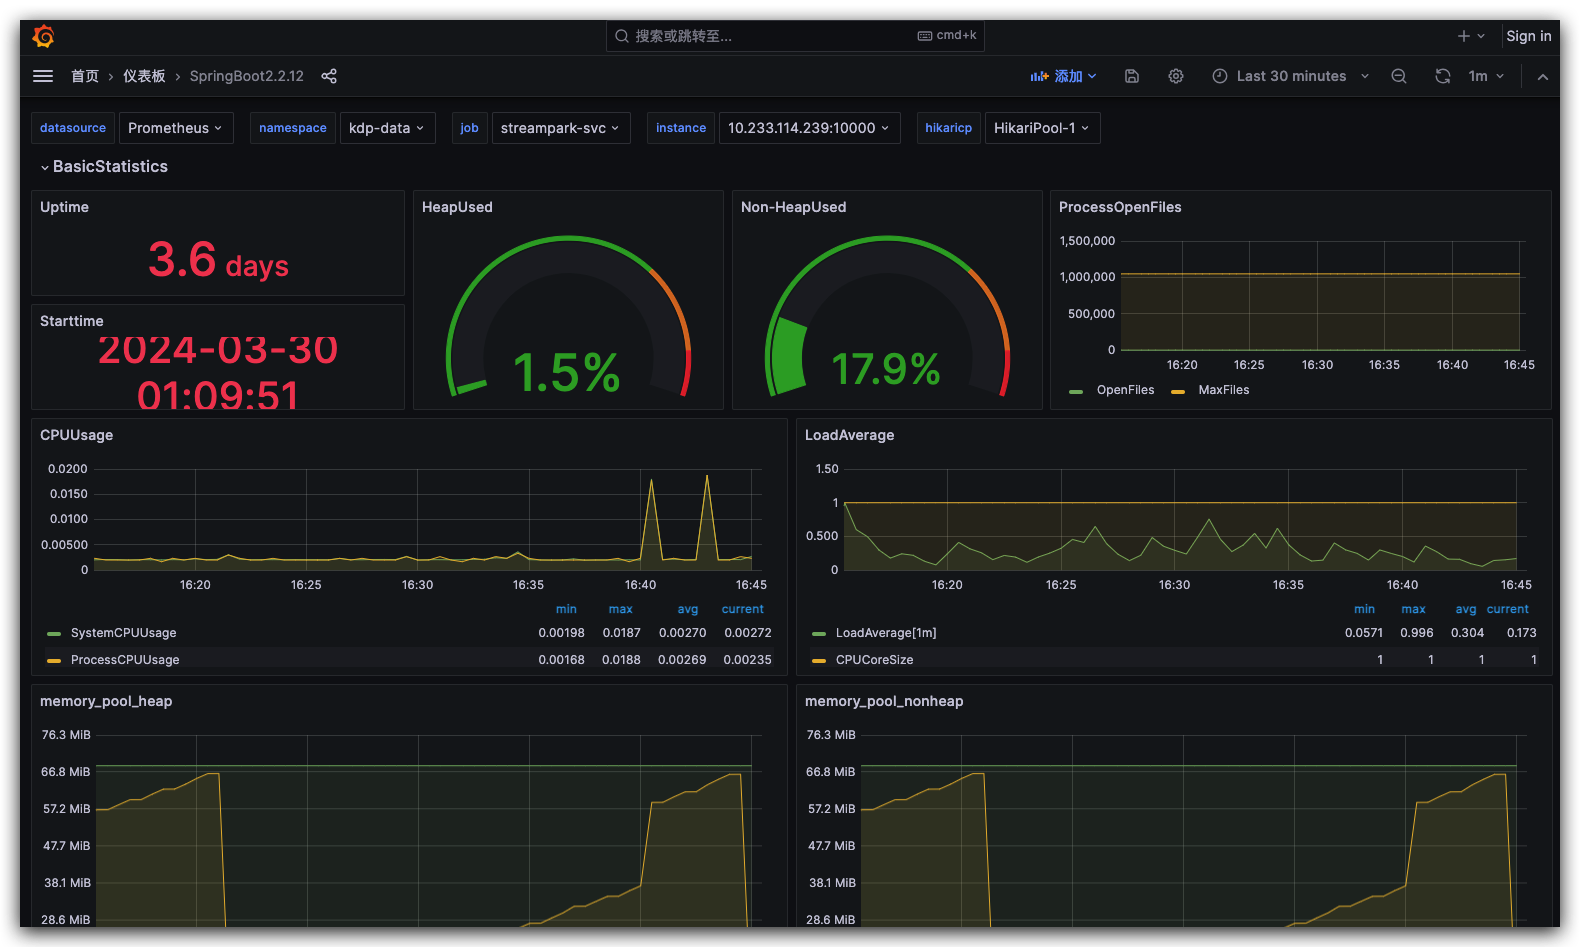 搜索或跳转至...
cmd+k
Sign in
首页 › 仪表板 › SpringBoot2.2.12
添加
Last 30 minutes
1m
datasource Prometheus namespace kdp-data job streampark-svc instance 10.233.114.239:10000 hikaricp HikariPool-1
BasicStatistics
Uptime
3.6 days
Starttime
2024-03-30
01:09:51
HeapUsed
1.5%
Non-HeapUsed
17.9%
ProcessOpenFiles
1,500,000
1,000,000
500,000
0
16:20 16:25 16:30 16:35 16:40 16:45
OpenFiles MaxFiles
CPUUsage
0.0200
0.0150
0.0100
0.00500
0
16:20 16:25 16:30 16:35 16:40 16:45
min max avg current
SystemCPUUsage 0.00198 0.0187 0.00270 0.00272
ProcessCPUUsage 0.00168 0.0188 0.00269 0.00235
LoadAverage
1.50
1
0.500
0
16:20 16:25 16:30 16:35 16:40 16:45
min max avg current
LoadAverage[1m] 0.0571 0.996 0.304 0.173
CPUCoreSize 1 1 1 1
memory_pool_heap
76.3 MiB
66.8 MiB
57.2 MiB
47.7 MiB
38.1 MiB
28.6 MiB
memory_pool_nonheap
76.3 MiB
66.8 MiB
57.2 MiB
47.7 MiB
38.1 MiB
28.6 MiB